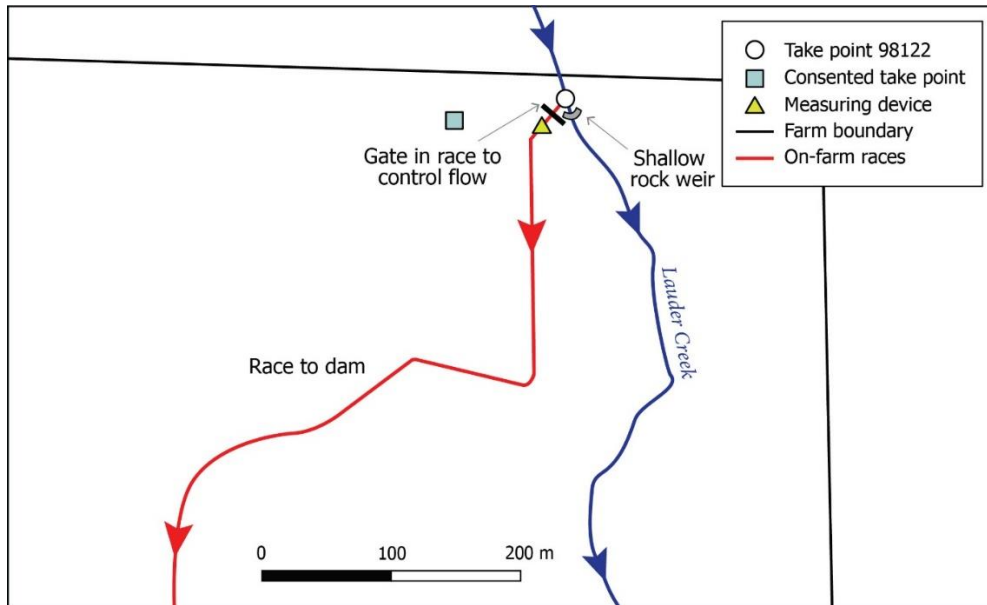 Take point 98122
Consented take point
Measuring device
Farm boundary
On-farm races
Gate in race to
control flow
Shallow
rock weir
Lauder Creek
Race to dam
0
100
200 m